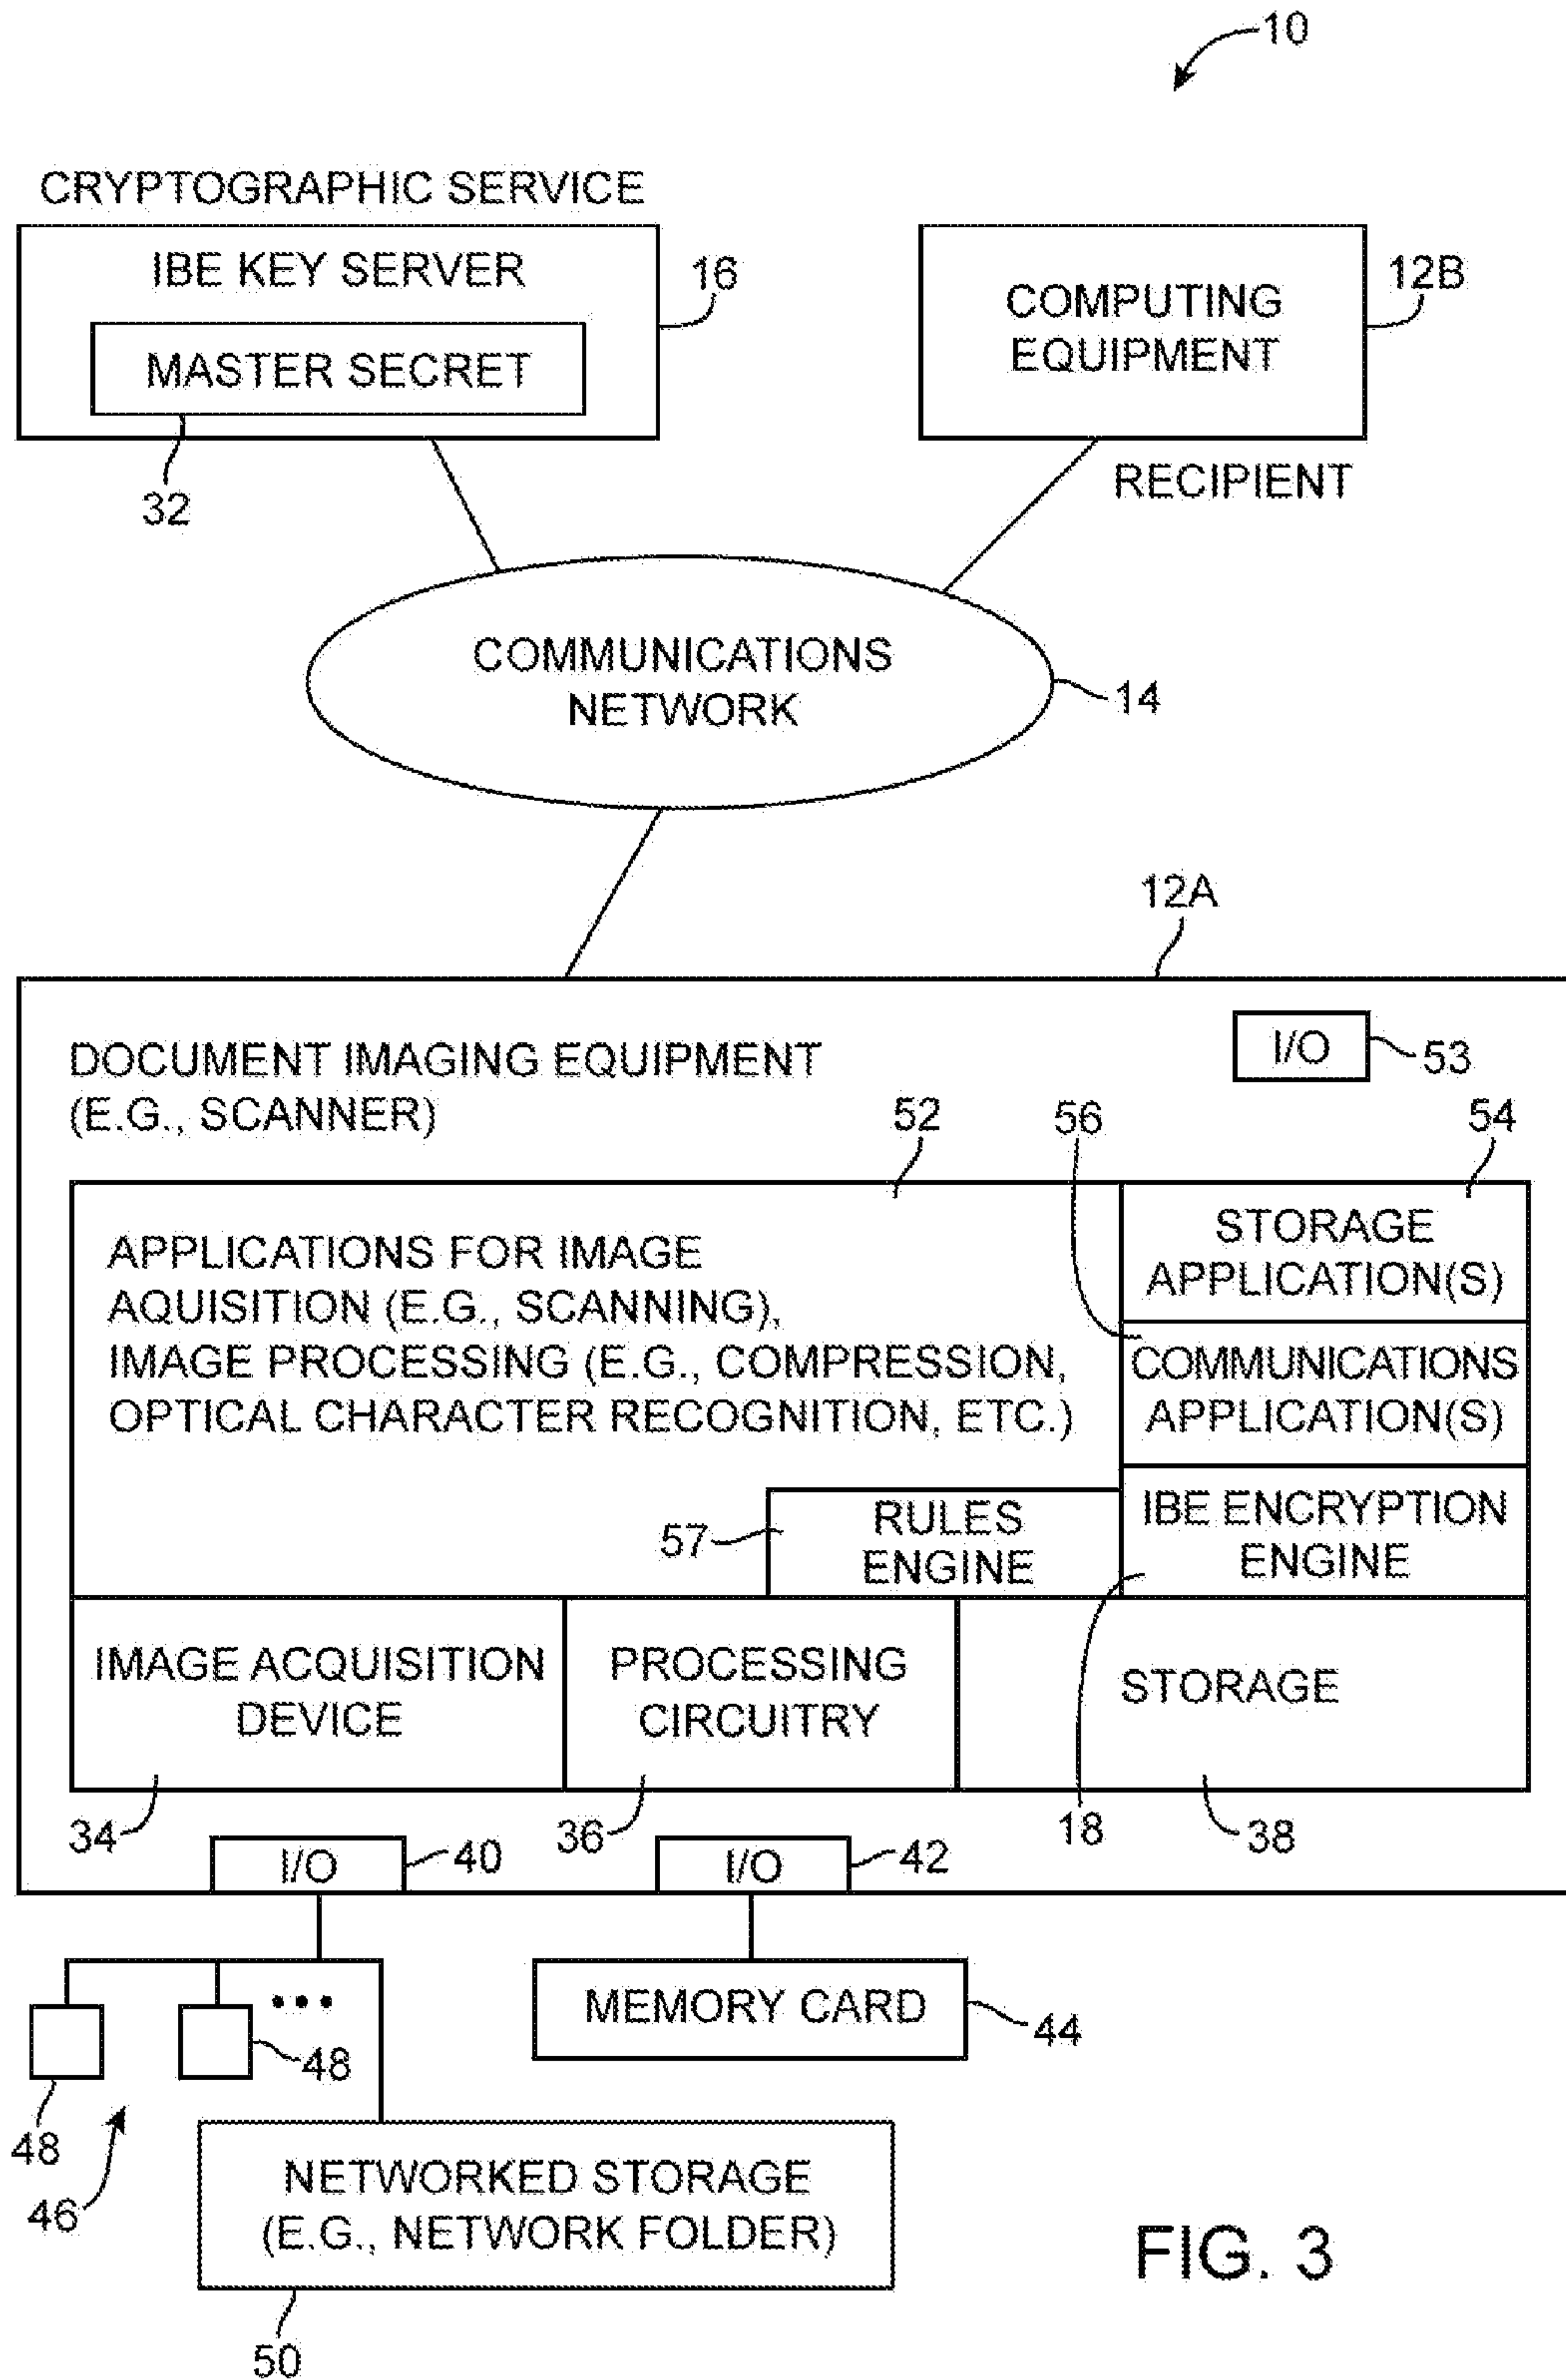 10
CRYPTOGRAPHIC SERVICE
IBE KEY SERVER
MASTER SECRET
16
32
COMPUTING
EQUIPMENT
12B
RECIPIENT
COMMUNICATIONS
NETWORK
14
12A
DOCUMENT IMAGING EQUIPMENT
(E.G., SCANNER)
I/O
53
52
56
54
APPLICATIONS FOR IMAGE
AQUISITION (E.G., SCANNING),
IMAGE PROCESSING (E.G., COMPRESSION,
OPTICAL CHARACTER RECOGNITION, ETC.)
STORAGE
APPLICATION(S)
COMMUNICATIONS
APPLICATION(S)
57
RULES
ENGINE
IBE ENCRYPTION
ENGINE
IMAGE ACQUISITION
DEVICE
PROCESSING
CIRCUITRY
STORAGE
34
I/O
40
36
I/O
42
18
38
48
48
46
MEMORY CARD
44
NETWORKED STORAGE
(E.G., NETWORK FOLDER)
50
FIG. 3